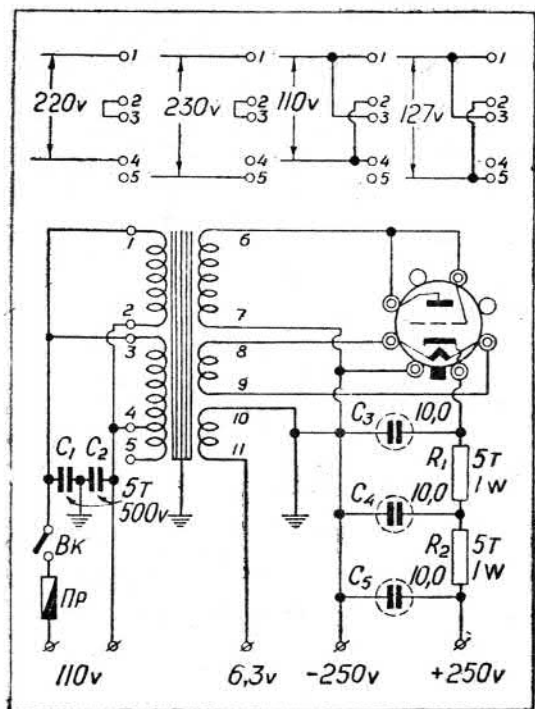 1 1 1 1
220v 2 3 230v 2 3 110v 2 3 127v 2 3
4 4 4 4
5 5 5 5
1 6
2 7
3 8
9
4 10
5 11
C1 C2
5т
500v
Вк
Пр
C3 10,0
R1 5т
1w
C4 10,0
R2 5т
1w
C5 10,0
110v 6,3v -250v +250v